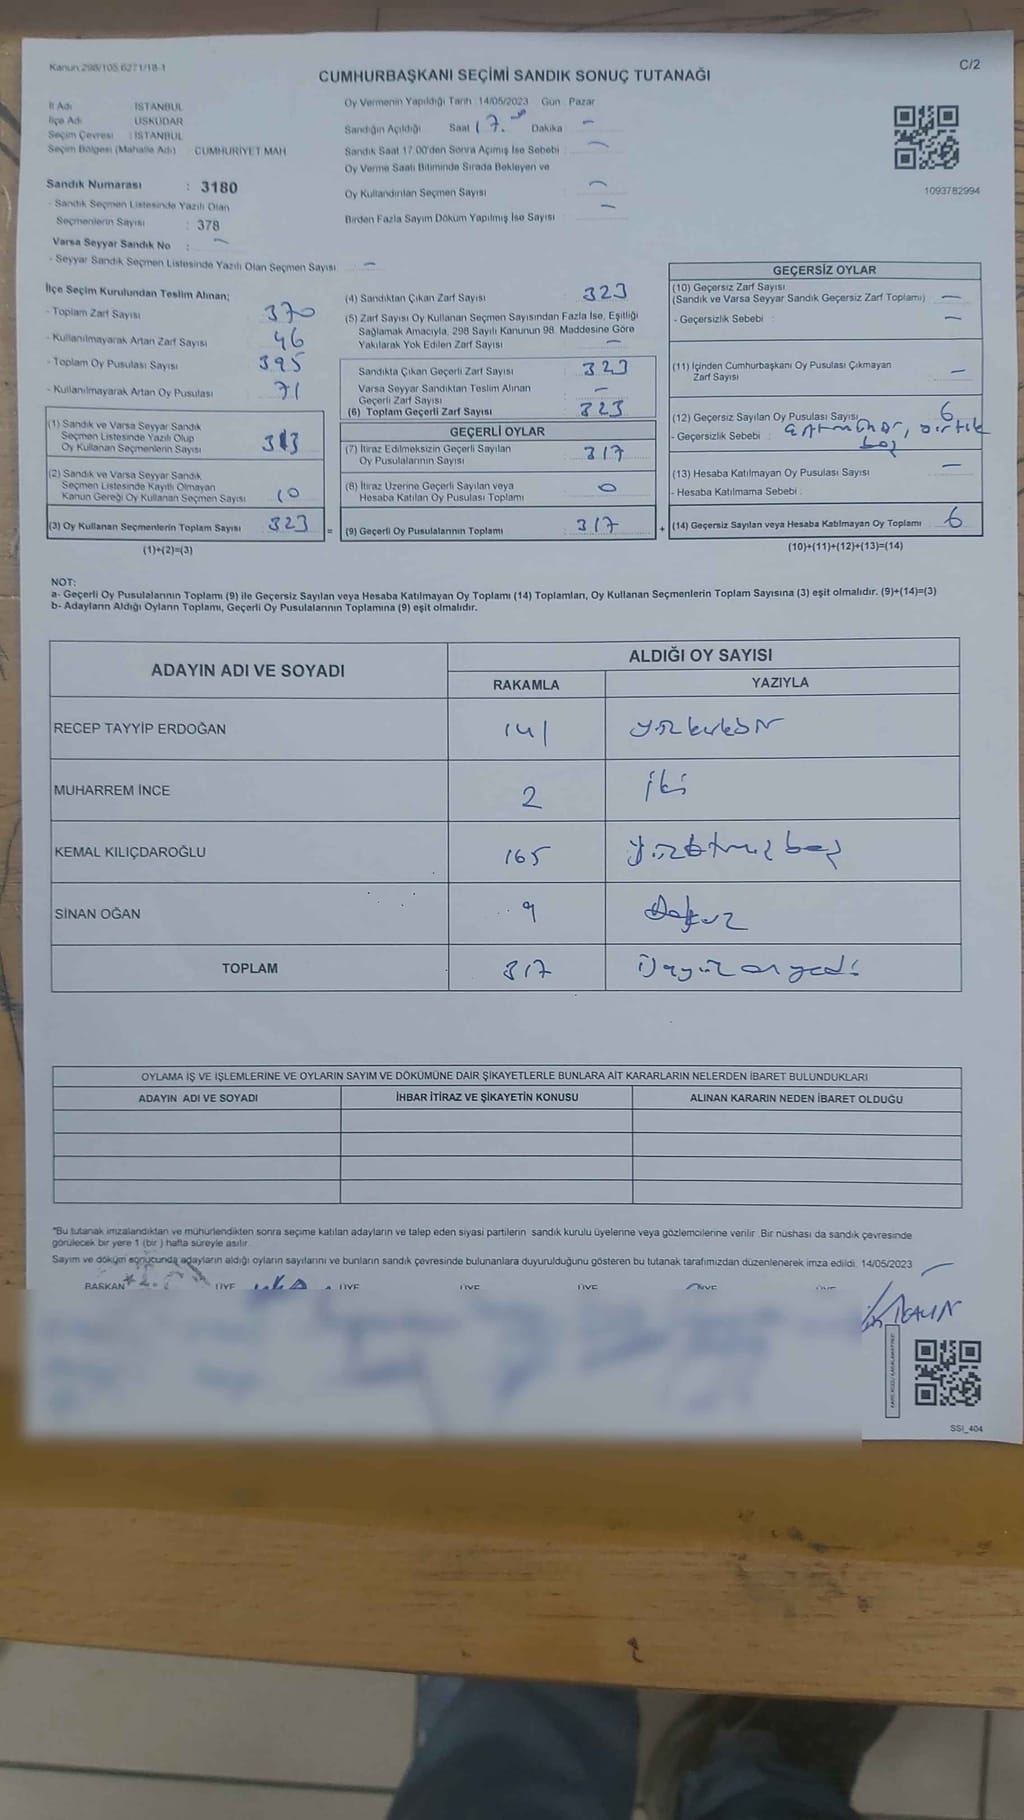 Kanun 298/105,6271/18-1
C/2
CUMHURBAŞKANI SEÇİMİ SANDIK SONUÇ TUTANAĞI
İl Adı : İSTANBUL
İlçe Adı : ÜSKÜDAR
Seçim Çevresi : İSTANBUL
Seçim Bölgesi (Mahalle Adı) : CUMHURİYET MAH
Sandık Numarası : 3180
- Sandık Seçmen Listesinde Yazılı Olan
Seçmenlerin Sayısı : 378
Varsa Seyyar Sandık No : -
- Seyyar Sandık Seçmen Listesinde Yazılı Olan Seçmen Sayısı -
Oy Vermenin Yapıldığı Tarih :14/05/2023 Gün : Pazar
Sandığın Açıldığı Saat 17.00 Dakika -
Sandık Saat 17.00'den Sonra Açılmış İse Sebebi : -
Oy Verme Saati Bitiminde Sırada Bekleyen ve
Oy Kullandırılan Seçmen Sayısı -
Birden Fazla Sayım Döküm Yapılmış İse Sayısı -
1093782994
İlçe Seçim Kurulundan Teslim Alınan;
- Toplam Zarf Sayısı 370
- Kullanılmayarak Artan Zarf Sayısı 46
- Toplam Oy Pusulası Sayısı 395
- Kullanılmayarak Artan Oy Pusulası 71
(1) Sandık ve Varsa Seyyar Sandık
Seçmen Listesinde Yazılı Olup
Oy Kullanan Seçmenlerin Sayısı 313
(2) Sandık ve Varsa Seyyar Sandık
Seçmen Listesinde Kayıtlı Olmayan
Kanun Gereği Oy Kullanan Seçmen Sayısı 10
(3) Oy Kullanan Seçmenlerin Toplam Sayısı 323 =
(1)+(2)=(3)
(4) Sandıktan Çıkan Zarf Sayısı 323
(5) Zarf Sayısı Oy Kullanan Seçmen Sayısından Fazla İse, Eşitliği
Sağlamak Amacıyla, 298 Sayılı Kanunun 98. Maddesine Göre
Yakılarak Yok Edilen Zarf Sayısı -
Sandıkta Çıkan Geçerli Zarf Sayısı 323
Varsa Seyyar Sandıktan Teslim Alınan
Geçerli Zarf Sayısı -
(6) Toplam Geçerli Zarf Sayısı 323
GEÇERLİ OYLAR
(7) İtiraz Edilmeksizin Geçerli Sayılan
Oy Pusulalarının Sayısı 317
(8) İtiraz Üzerine Geçerli Sayılan veya
Hesaba Katılan Oy Pusulası Toplamı 0
(9) Geçerli Oy Pusulalarının Toplamı 317 +
GEÇERSİZ OYLAR
(10) Geçersiz Zarf Sayısı
(Sandık ve Varsa Seyyar Sandık Geçersiz Zarf Toplamı) -
- Geçersizlik Sebebi : -
(11) İçinden Cumhurbaşkanı Oy Pusulası Çıkmayan
Zarf Sayısı -
(12) Geçersiz Sayılan Oy Pusulası Sayısı 6
- Geçersizlik Sebebi : yırtık
boş
(13) Hesaba Katılmayan Oy Pusulası Sayısı -
- Hesaba Katılmama Sebebi :
(14) Geçersiz Sayılan veya Hesaba Katılmayan Oy Toplamı 6
(10)+(11)+(12)+(13)=(14)
NOT:
a- Geçerli Oy Pusulalarının Toplamı (9) ile Geçersiz Sayılan veya Hesaba Katılmayan Oy Toplamı (14) Toplamları, Oy Kullanan Seçmenlerin Toplam Sayısına (3) eşit olmalıdır. (9)+(14)=(3)
b- Adayların Aldığı Oyların Toplamı, Geçerli Oy Pusulalarının Toplamına (9) eşit olmalıdır.
ADAYIN ADI VE SOYADI
ALDIĞI OY SAYISI
RAKAMLA YAZIYLA
RECEP TAYYİP ERDOĞAN 141 yüzkırkbir
MUHARREM İNCE 2 iki
KEMAL KILIÇDAROĞLU 165 yüzatmış beş
SİNAN OĞAN 9 dokuz
TOPLAM 317 Üçyüz on yedi
OYLAMA İŞ VE İŞLEMLERİNE VE OYLARIN SAYIM VE DÖKÜMÜNE DAİR ŞİKAYETLERLE BUNLARA AİT KARARLARIN NELERDEN İBARET BULUNDUKLARI
ADAYIN ADI VE SOYADI İHBAR İTİRAZ VE ŞİKAYETİN KONUSU ALINAN KARARIN NEDEN İBARET OLDUĞU
*Bu tutanak imzalandıktan ve mühürlendikten sonra seçime katılan adayların ve talep eden siyasi partilerin sandık kurulu üyelerine veya gözlemcilerine verilir. Bir nüshası da sandık çevresinde
görülecek bir yere 1 (bir ) hafta süreyle asılır.
Sayım ve döküm sonucunda adayların aldığı oyların sayılarını ve bunların sandık çevresinde bulunanlara duyurulduğunu gösteren bu tutanak tarafımızdan düzenlenerek imza edildi. 14/05/2023
BAŞKAN ÜYE ÜYE ÜYE ÜYE ÜYE ÜYE
SSI_404